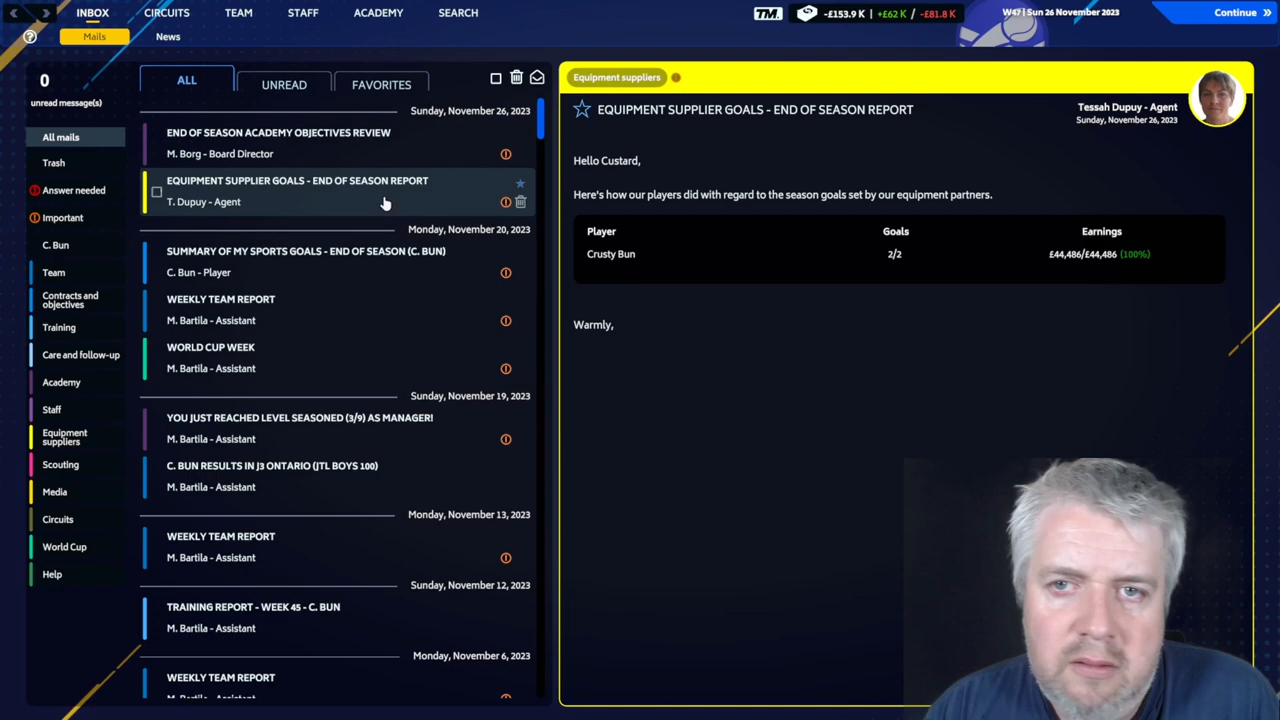 INBOX
CIRCUITS
TEAM
STAFF
ACADEMY
SEARCH
TM.
-£153.9 K | +£62 K / -£81.8 K
W47 | Sun 26 November 2023
Continue
Mails
News
0
unread message(s)
All mails
Trash
Answer needed
Important
C. Bun
Team
Contracts and
objectives
Training
Care and follow-up
Academy
Staff
Equipment
suppliers
Scouting
Media
Circuits
World Cup
Help
ALL
UNREAD
FAVORITES
Sunday, November 26, 2023
END OF SEASON ACADEMY OBJECTIVES REVIEW
M. Borg - Board Director
EQUIPMENT SUPPLIER GOALS - END OF SEASON REPORT
T. Dupuy - Agent
Monday, November 20, 2023
SUMMARY OF MY SPORTS GOALS - END OF SEASON (C. BUN)
C. Bun - Player
WEEKLY TEAM REPORT
M. Bartila - Assistant
WORLD CUP WEEK
M. Bartila - Assistant
Sunday, November 19, 2023
YOU JUST REACHED LEVEL SEASONED (3/9) AS MANAGER!
M. Bartila - Assistant
C. BUN RESULTS IN J3 ONTARIO (JTL BOYS 100)
M. Bartila - Assistant
Monday, November 13, 2023
WEEKLY TEAM REPORT
M. Bartila - Assistant
Sunday, November 12, 2023
TRAINING REPORT - WEEK 45 - C. BUN
M. Bartila - Assistant
Monday, November 6, 2023
WEEKLY TEAM REPORT
M. Bartila - Assistant
Equipment suppliers
EQUIPMENT SUPPLIER GOALS - END OF SEASON REPORT
Tessah Dupuy - Agent
Sunday, November 26, 2023
Hello Custard,
Here's how our players did with regard to the season goals set by our equipment partners.
Player Goals Earnings
Crusty Bun 2/2 £44,486/£44,486 (100%)
Warmly,